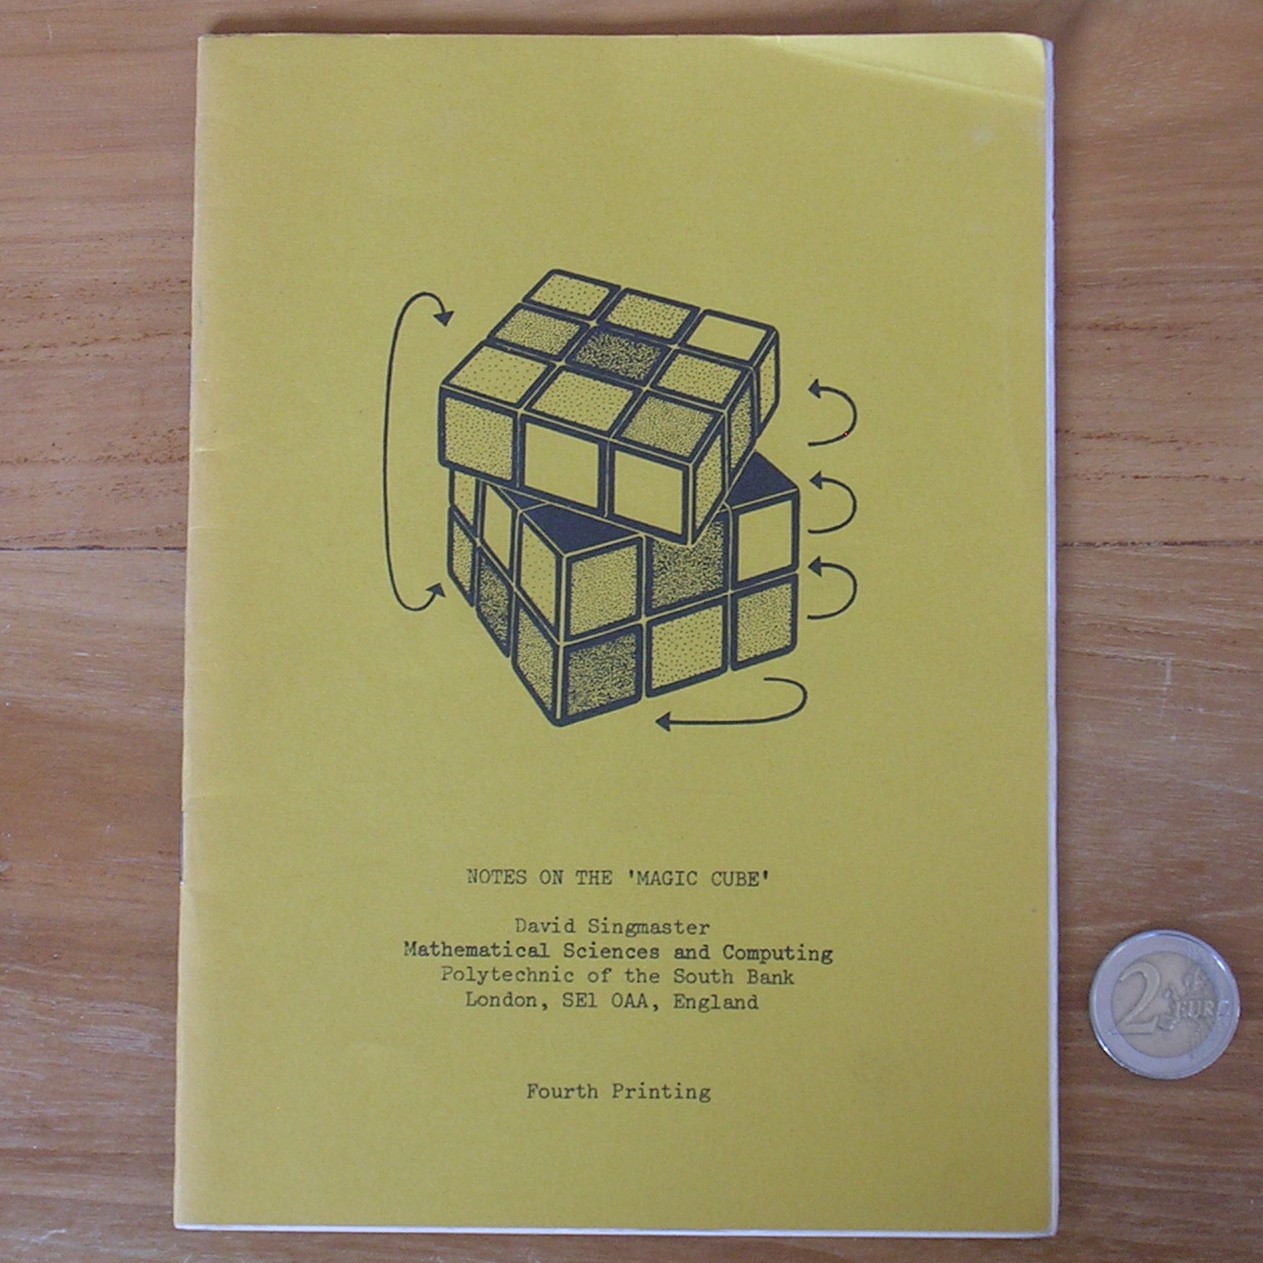 NOTES ON THE 'MAGIC CUBE'
David Singmaster
Mathematical Sciences and Computing
Polytechnic of the South Bank
London, SE1 0AA, England
Fourth Printing
2 EURO